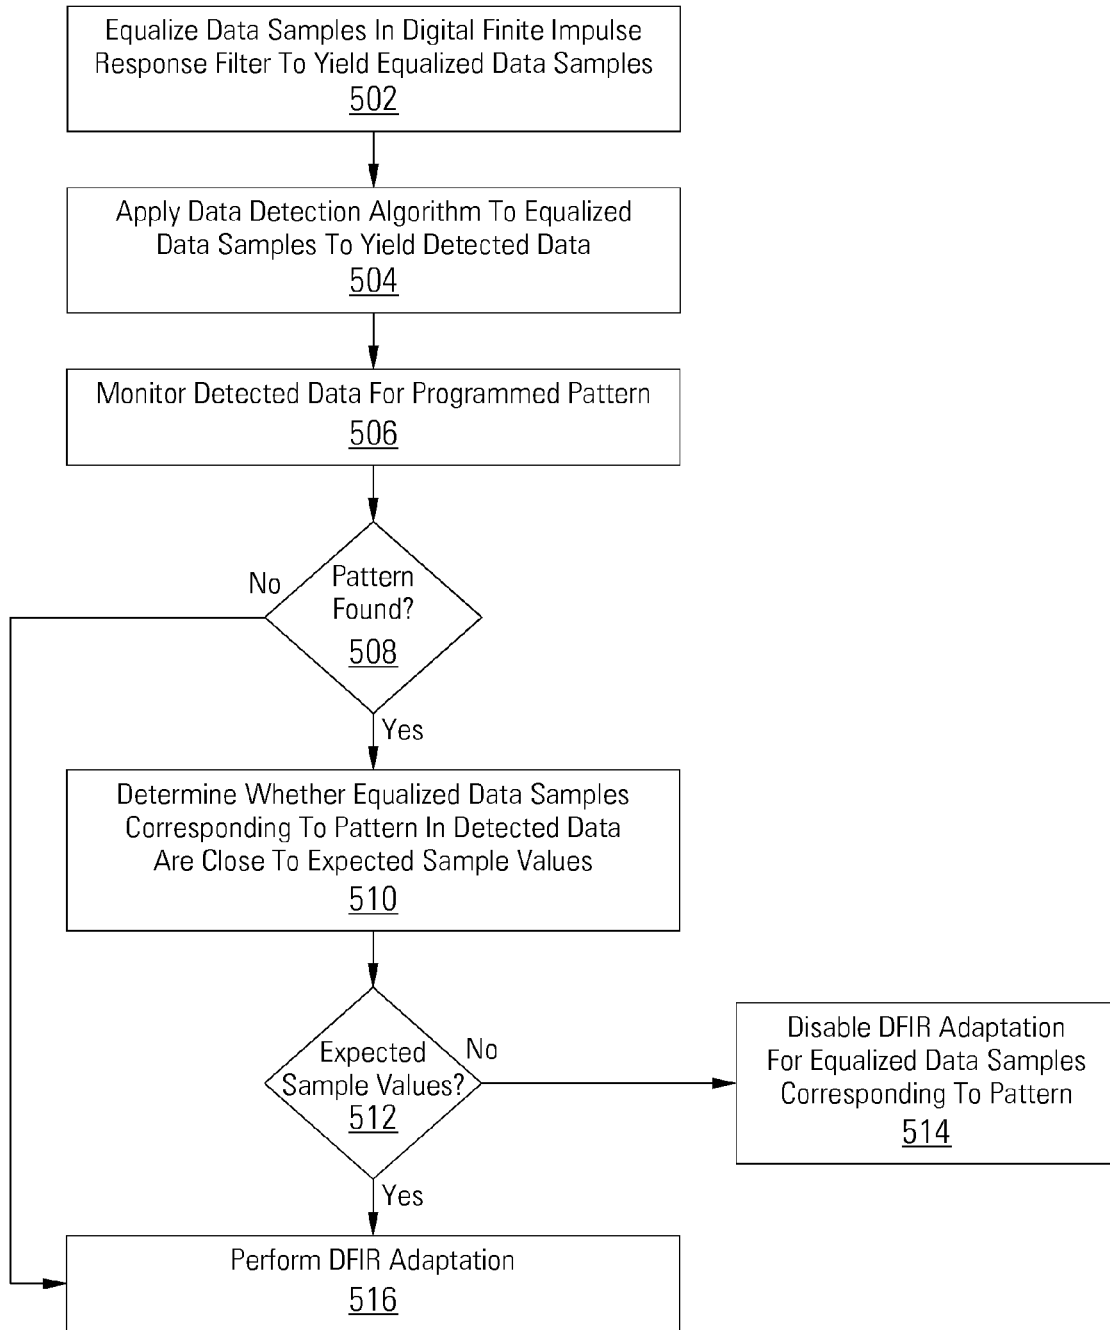 Equalize Data Samples In Digital Finite Impulse
Response Filter To Yield Equalized Data Samples
502
Apply Data Detection Algorithm To Equalized
Data Samples To Yield Detected Data
504
Monitor Detected Data For Programmed Pattern
506
No
Pattern
Found?
508
Yes
Determine Whether Equalized Data Samples
Corresponding To Pattern In Detected Data
Are Close To Expected Sample Values
510
Expected
Sample Values?
512
No
Disable DFIR Adaptation
For Equalized Data Samples
Corresponding To Pattern
514
Yes
Perform DFIR Adaptation
516